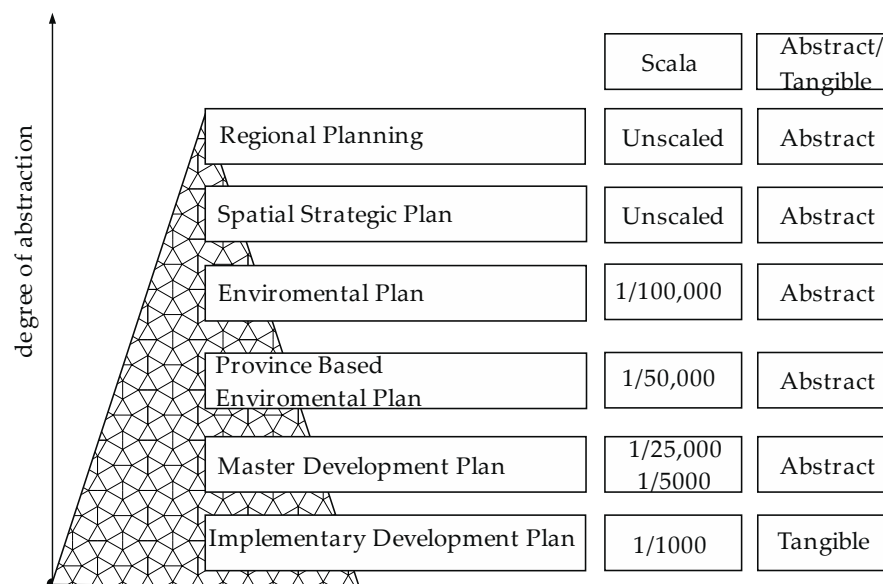 Scala
Abstract/
Tangible
degree of abstraction
Regional Planning
Unscaled
Abstract
Spatial Strategic Plan
Unscaled
Abstract
Enviromental Plan
1/100,000
Abstract
Province Based
Enviromental Plan
1/50,000
Abstract
Master Development Plan
1/25,000
1/5000
Abstract
Implementary Development Plan
1/1000
Tangible